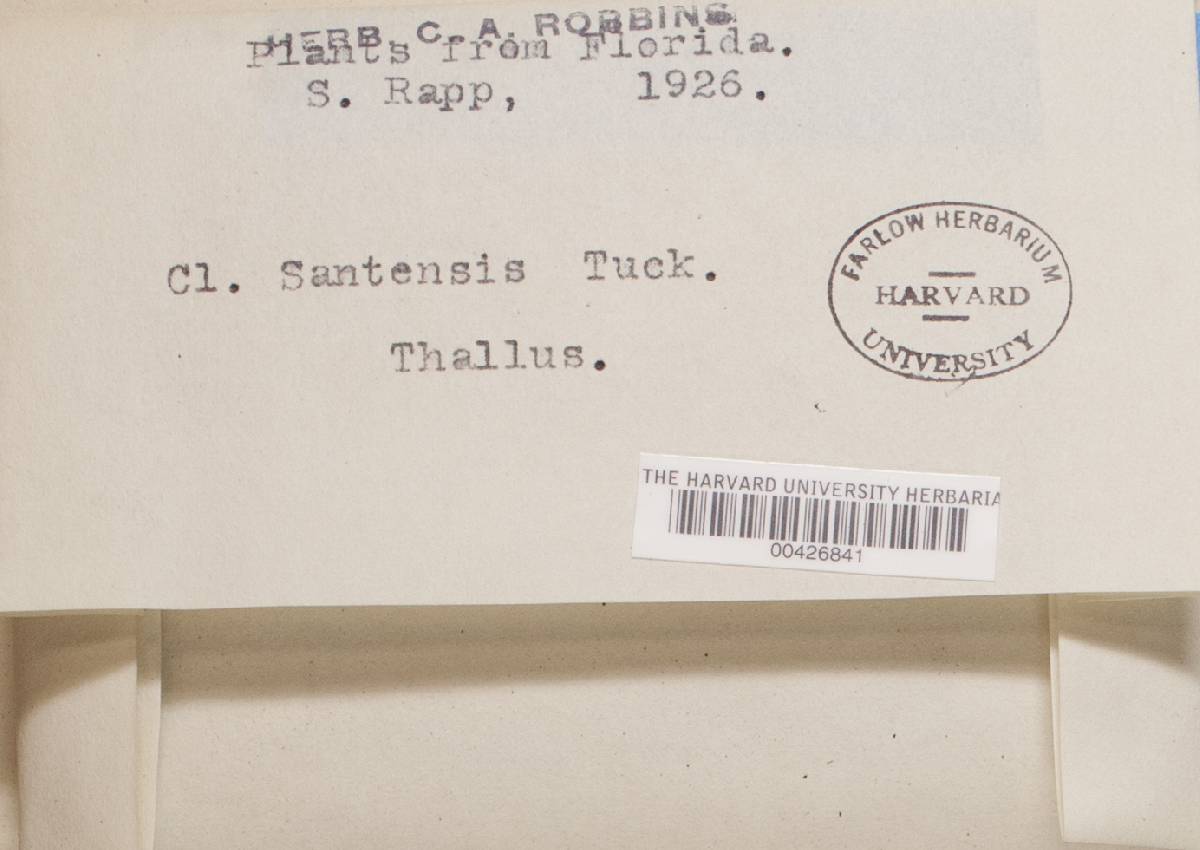 HERB. C. A. ROBBINS
Plants from Florida.
S. Rapp, 1926.
Cl. Santensis Tuck.
Thallus.
FARLOW HERBARIUM
HARVARD
UNIVERSITY
THE HARVARD UNIVERSITY HERBARIA
00426841